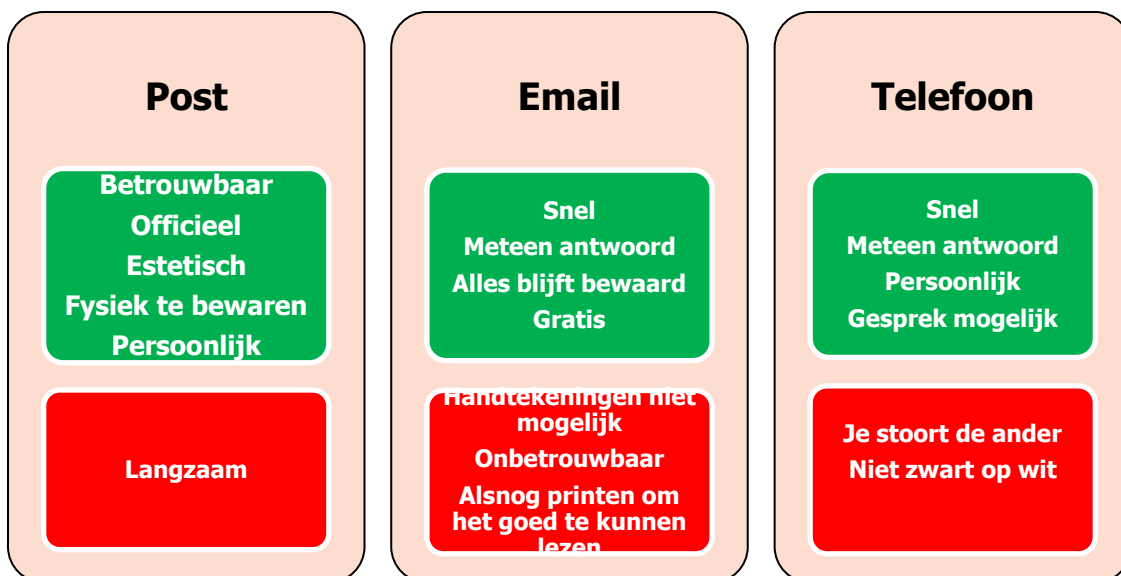 Post
Betrouwbaar
Officieel
Estetisch
Fysiek te bewaren
Persoonlijk
Langzaam
Email
Snel
Meteen antwoord
Alles blijft bewaard
Gratis
Handtekeningen niet
mogelijk
Onbetrouwbaar
Alsnog printen om
het goed te kunnen
lezen
Telefoon
Snel
Meteen antwoord
Persoonlijk
Gesprek mogelijk
Je stoort de ander
Niet zwart op wit